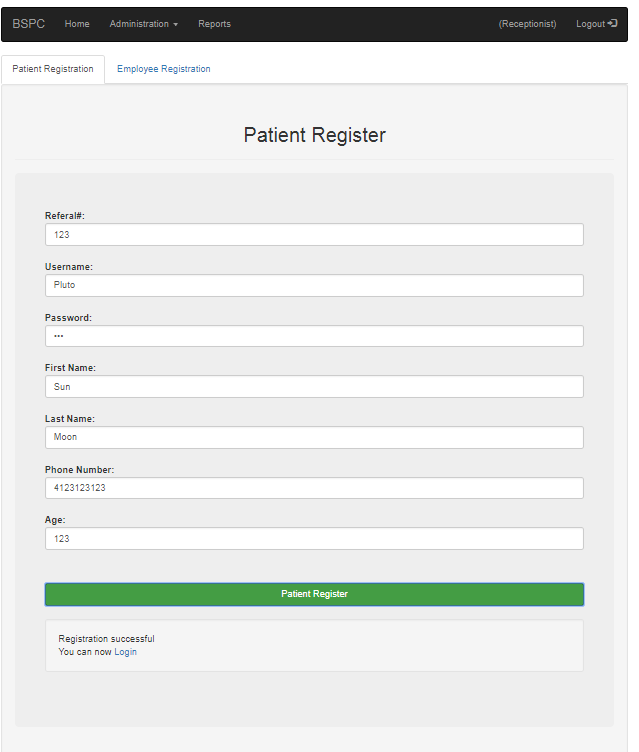 BSPC Home Administration Reports (Receptionist) Logout
Patient Registration Employee Registration
Patient Register
Referal#:
123
Username:
Pluto
Password:
•••
First Name:
Sun
Last Name:
Moon
Phone Number:
4123123123
Age:
123
Patient Register
Registration successful
You can now Login